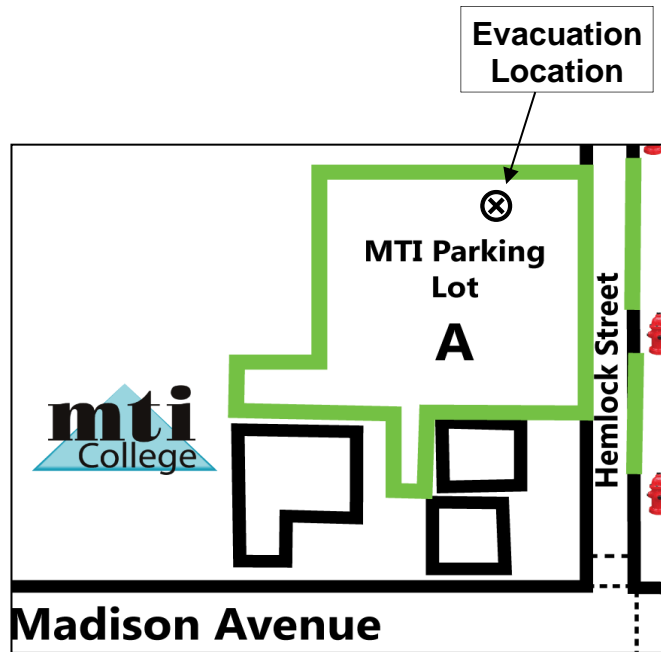 Evacuation
Location
MTI Parking
Lot
A
Hemlock Street
mti
College
Madison Avenue